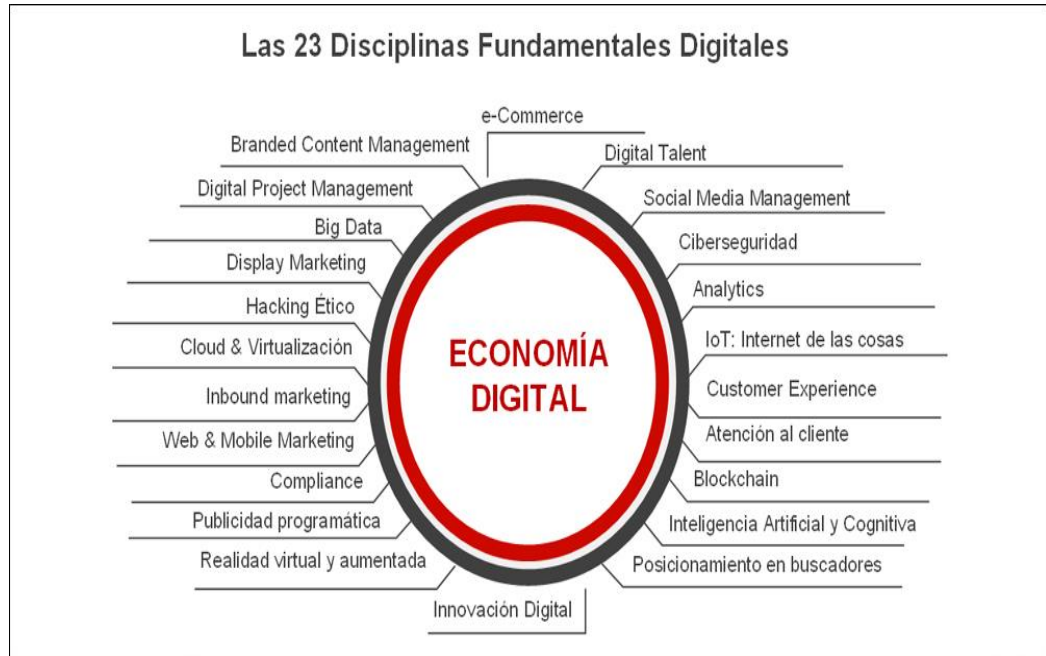 Las 23 Disciplinas Fundamentales Digitales
e-Commerce
Branded Content Management
Digital Talent
Digital Project Management
Social Media Management
Big Data
Ciberseguridad
Display Marketing
Analytics
Hacking Ético
IoT: Internet de las cosas
Cloud & Virtualización
ECONOMÍA
DIGITAL
Customer Experience
Inbound marketing
Atención al cliente
Web & Mobile Marketing
Blockchain
Compliance
Inteligencia Artificial y Cognitiva
Publicidad programática
Posicionamiento en buscadores
Realidad virtual y aumentada
Innovación Digital